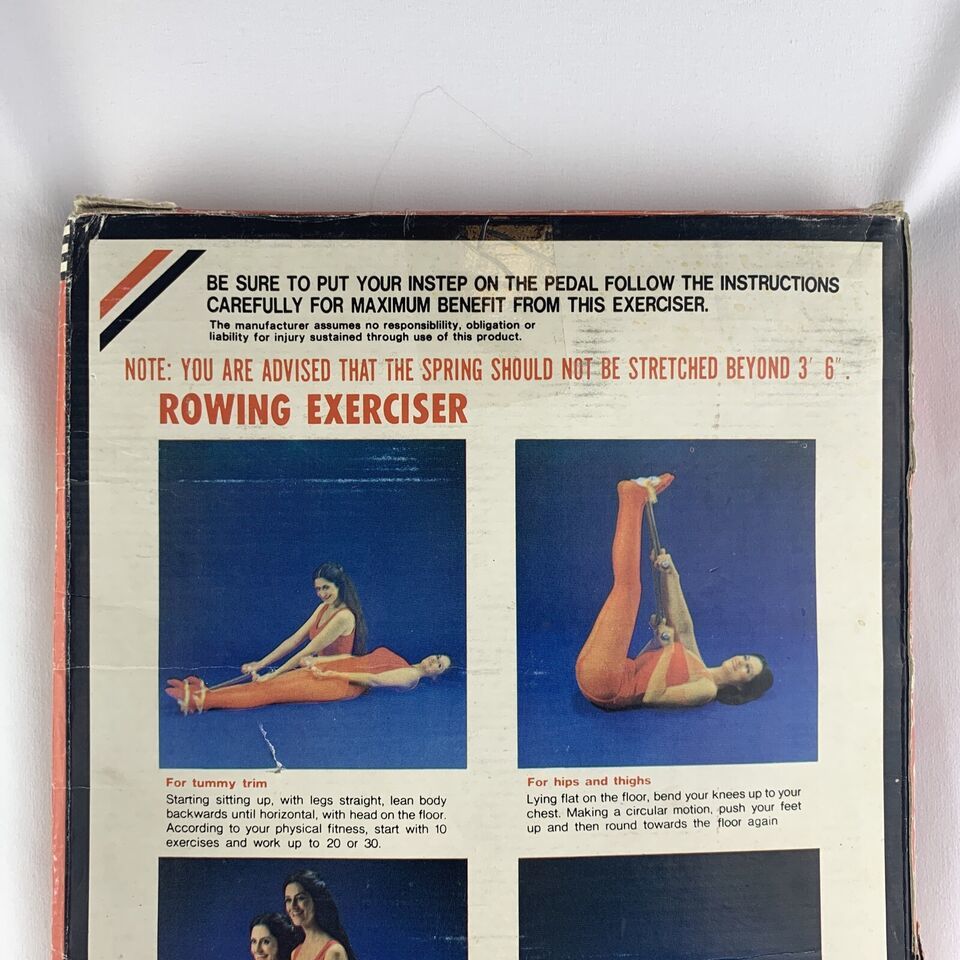 BE SURE TO PUT YOUR INSTEP ON THE PEDAL FOLLOW THE INSTRUCTIONS
CAREFULLY FOR MAXIMUM BENEFIT FROM THIS EXERCISER.
The manufacturer assumes no responsiblility, obligation or
liability for injury sustained through use of this product.
NOTE: YOU ARE ADVISED THAT THE SPRING SHOULD NOT BE STRETCHED BEYOND 3' 6".
ROWING EXERCISER
For tummy trim
Starting sitting up, with legs straight, lean body
backwards until horizontal, with head on the floor.
According to your physical fitness, start with 10
exercises and work up to 20 or 30.
For hips and thighs
Lying flat on the floor, bend your knees up to your
chest. Making a circular motion, push your feet
up and then round towards the floor again